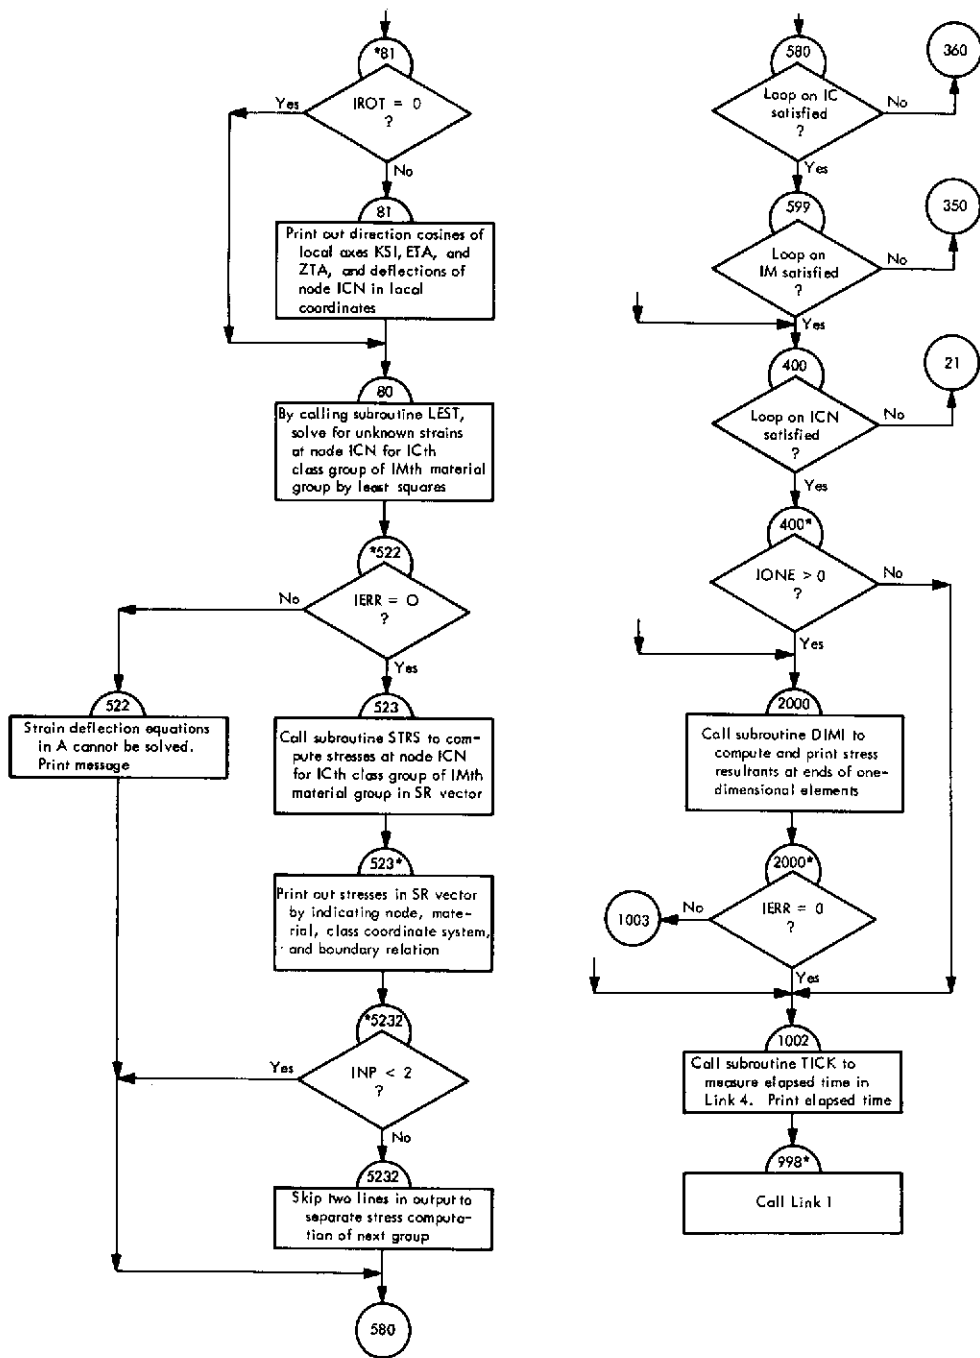 *81
IROT = 0
?
Yes
No
81
Print out direction cosines of
local axes KSI, ETA, and
ZTA, and deflections of
node ICN in local
coordinates
80
By calling subroutine LEST,
solve for unknown strains
at node ICN for ICth
class group of IMth material
group by least squares
*522
IERR = O
?
No
Yes
522
Strain deflection equations
in A cannot be solved.
Print message
523
Call subroutine STRS to com-
pute stresses at node ICN
for ICth class group of IMth
material group in SR vector
523*
Print out stresses in SR vector
by indicating node, mate-
rial, class coordinate system,
and boundary relation
*5232
INP < 2
?
Yes
No
5232
Skip two lines in output to
separate stress computa-
tion of next group
580
580
Loop on IC
satisfied
?
No
360
Yes
599
Loop on
IM satisfied
?
No
350
Yes
400
Loop on ICN
satisfied
?
No
21
Yes
400*
IONE > 0
?
No
Yes
2000
Call subroutine DIMI to
compute and print stress
resultants at ends of one-
dimensional elements
2000*
IERR = 0
?
No
1003
Yes
1002
Call subroutine TICK to
measure elapsed time in
Link 4. Print elapsed time
998*
Call Link 1